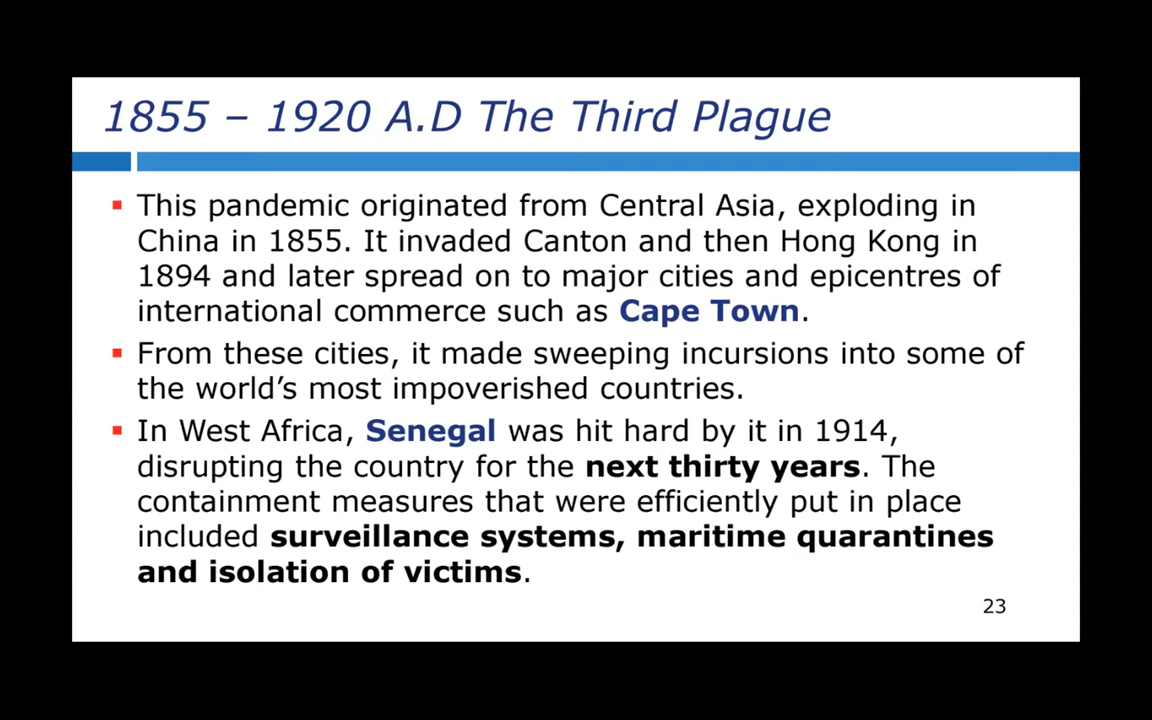 1855 – 1920 A.D The Third Plague
▪ This pandemic originated from Central Asia, exploding in
China in 1855. It invaded Canton and then Hong Kong in
1894 and later spread on to major cities and epicentres of
international commerce such as Cape Town.
▪ From these cities, it made sweeping incursions into some of
the world’s most impoverished countries.
▪ In West Africa, Senegal was hit hard by it in 1914,
disrupting the country for the next thirty years. The
containment measures that were efficiently put in place
included surveillance systems, maritime quarantines
and isolation of victims.
23